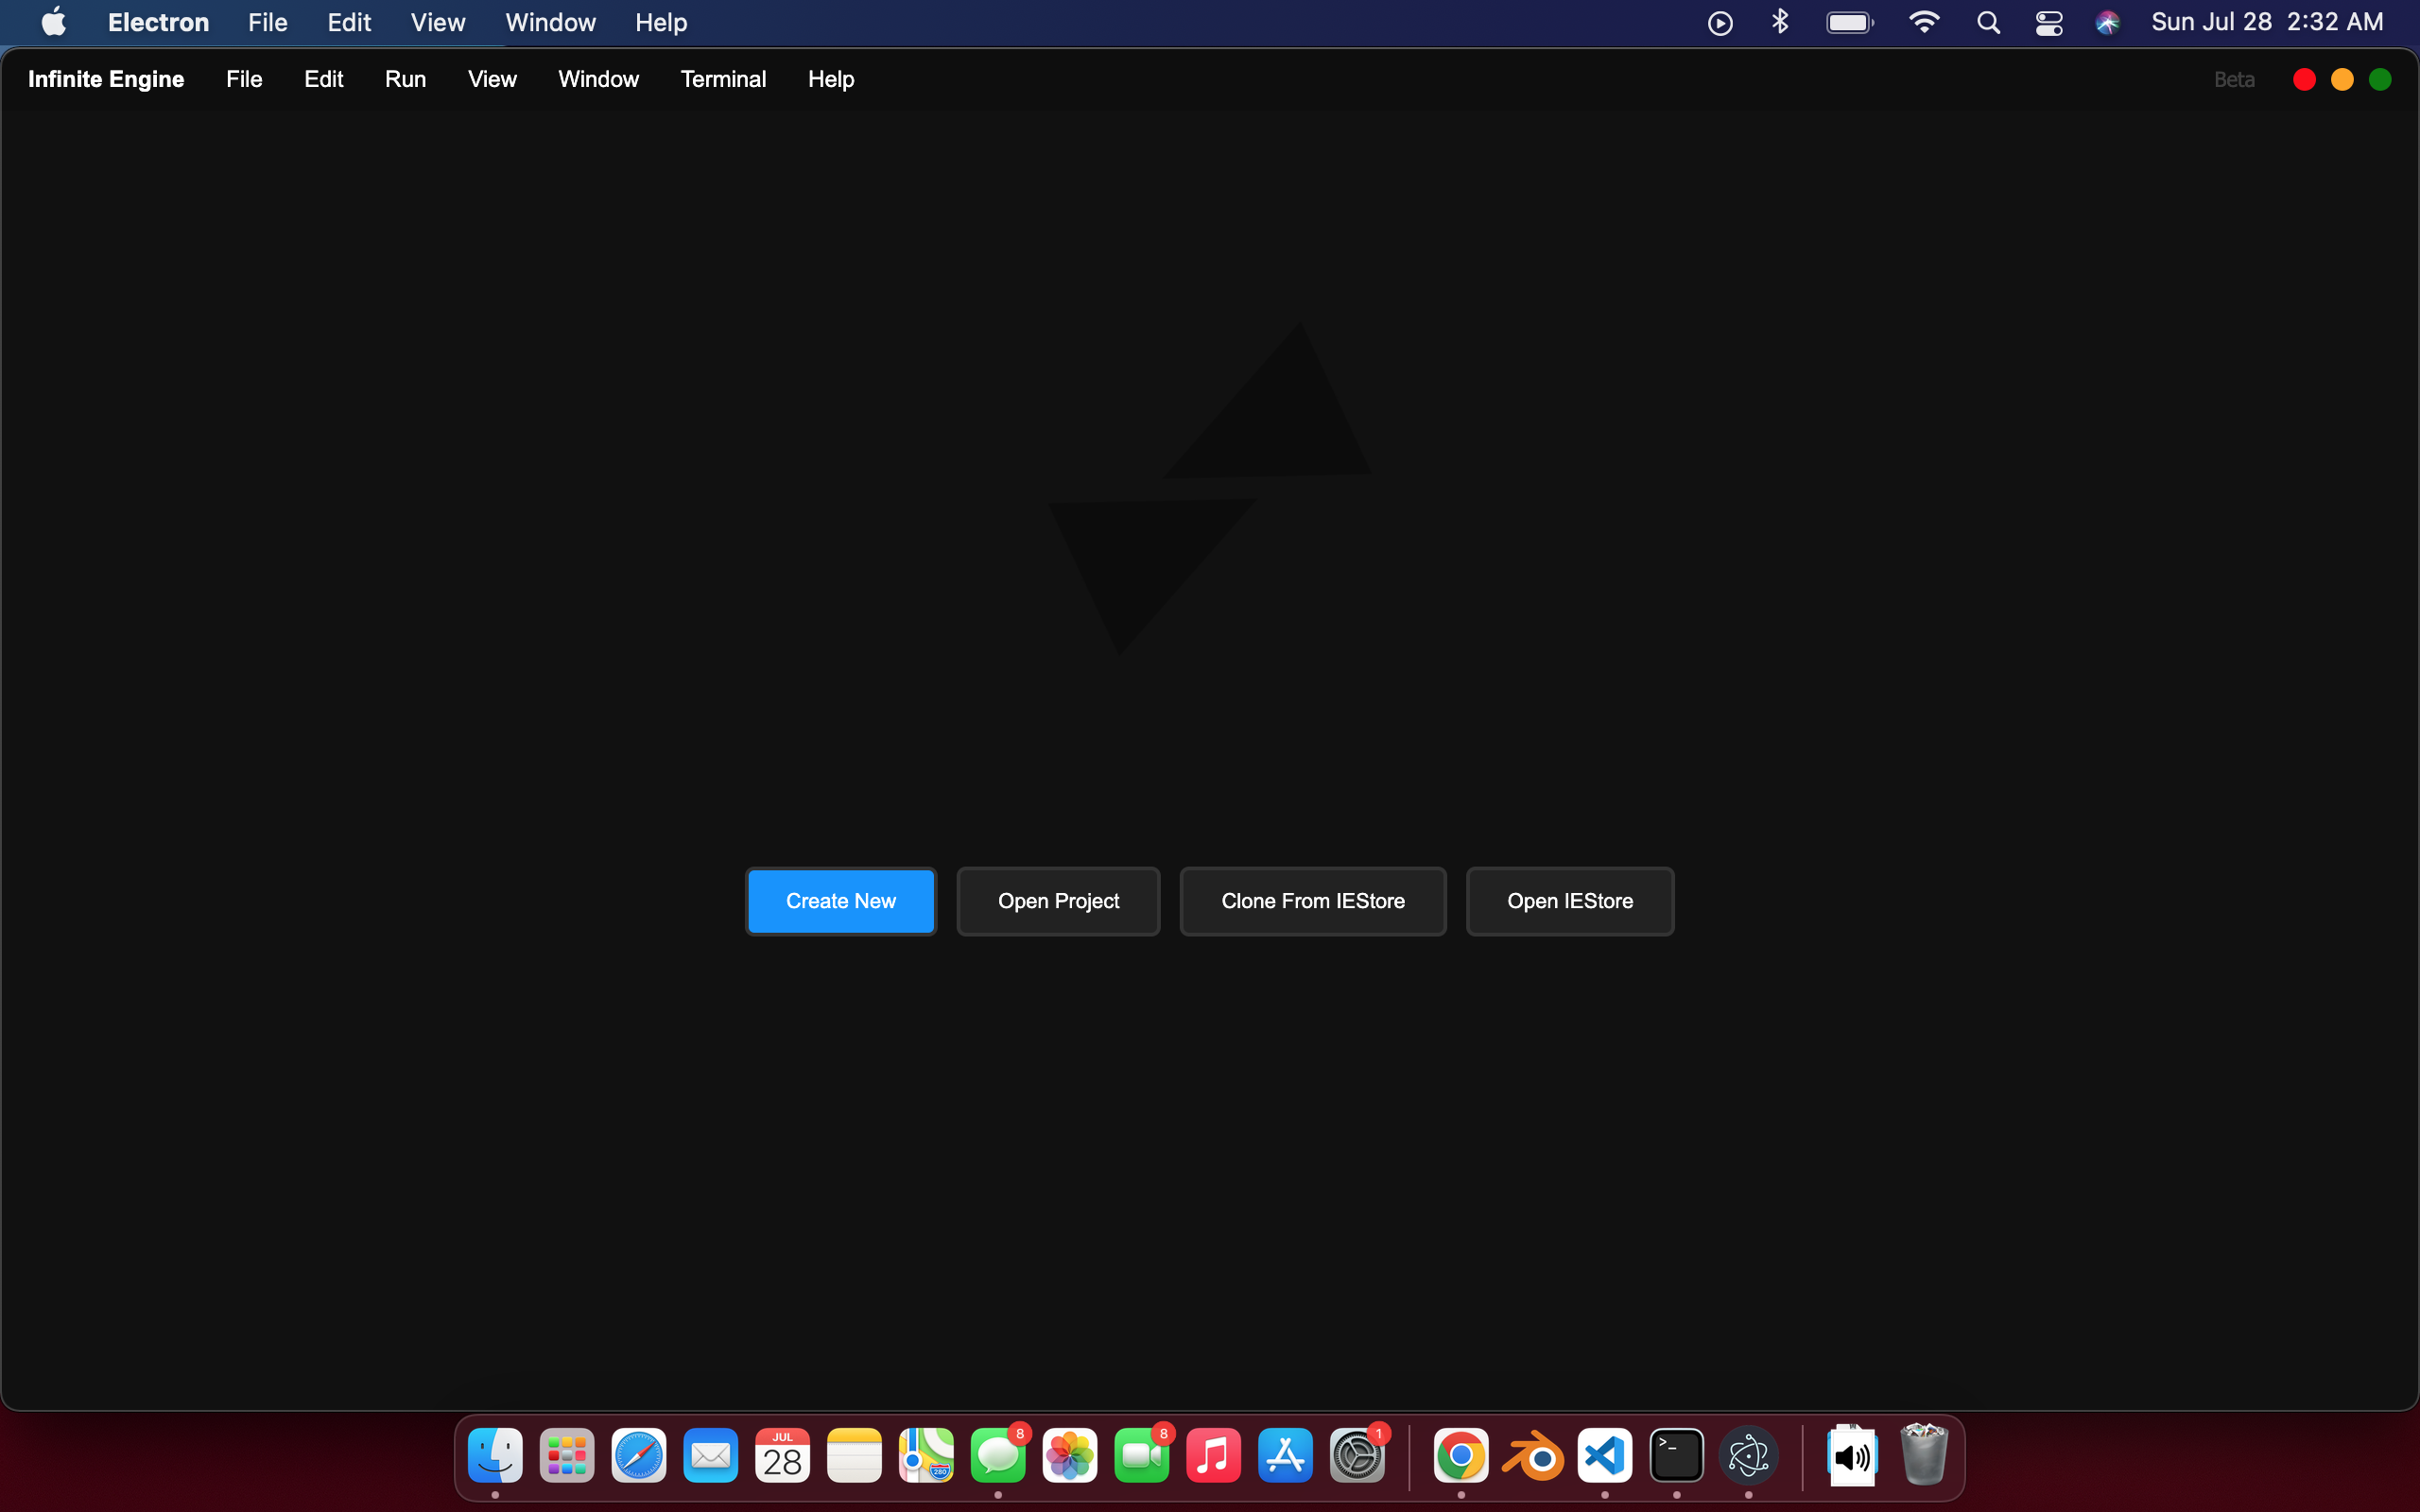 Electron File Edit View Window Help Sun Jul 28 2:32 AM
Infinite Engine File Edit Run View Window Terminal Help Beta
Create New Open Project Clone From IEStore Open IEStore
8 8 1
JUL
28 280 >_